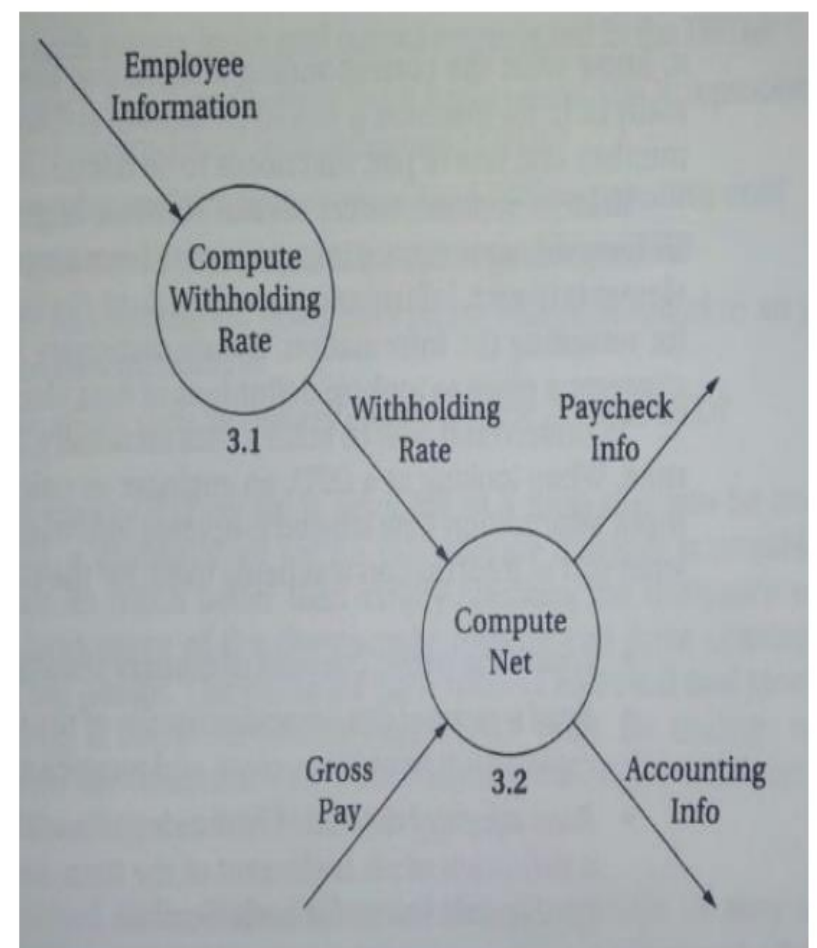 Employee
Information
Compute
Withholding
Rate
3.1
Withholding
Rate
Paycheck
Info
Compute
Net
3.2
Gross
Pay
Accounting
Info